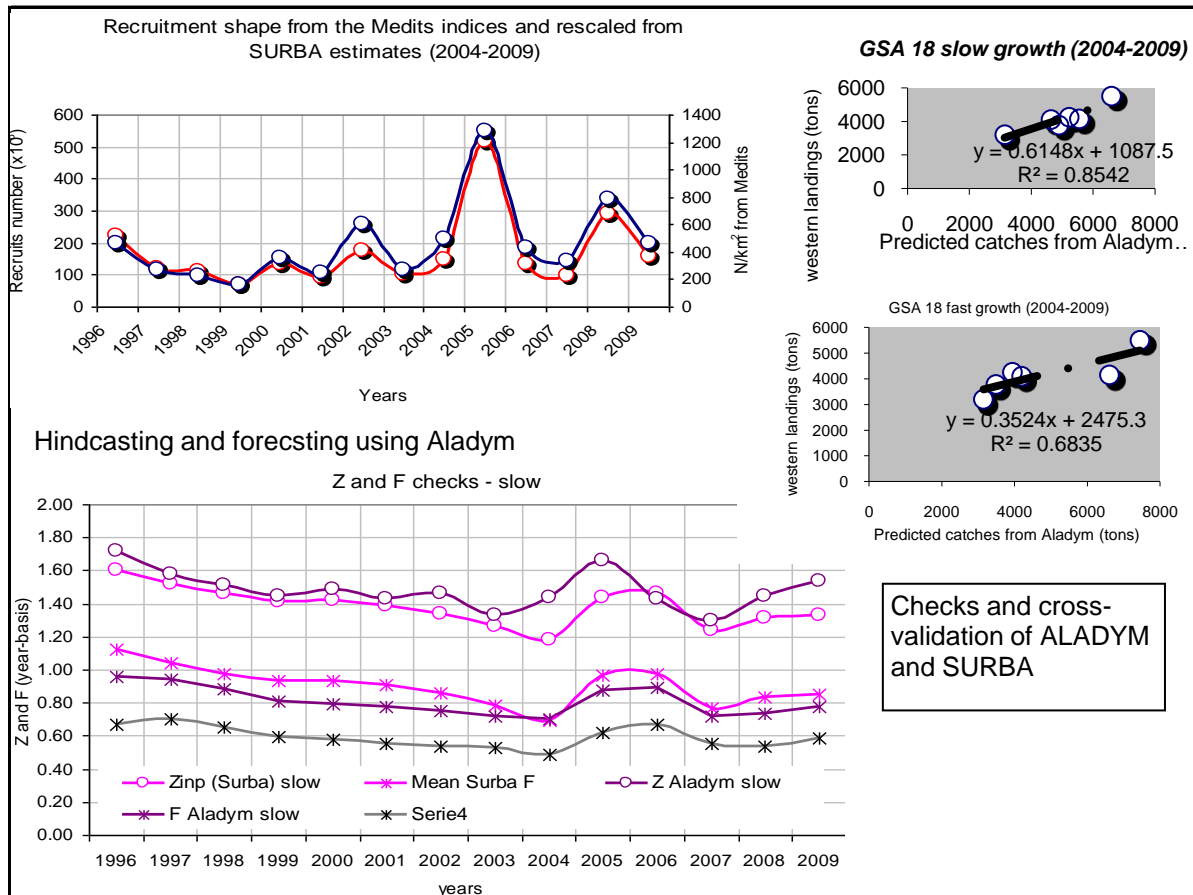 Recruitment shape from the Medits indices and rescaled from
SURBA estimates (2004-2009)
600
500
400
300
200
100
0
1400
1200
1000
800
600
400
200
0
Recruits number (x10⁵)
N/km² from Medits
1996
1997
1998
1999
2000
2001
2002
2003
2004
2005
2006
2007
2008
2009
Years
GSA 18 slow growth (2004-2009)
western landings (tons)
6000
4000
2000
0
y = 0.6148x + 1087.5
R² = 0.8542
0 2000 4000 6000 8000
Predicted catches from Aladym..
GSA 18 fast growth (2004-2009)
western landings (tons)
6000
5000
4000
3000
2000
1000
0
y = 0.3524x + 2475.3
R² = 0.6835
0 2000 4000 6000 8000
Predicted catches from Aladym (tons)
Hindcasting and forecsting using Aladym
Z and F checks - slow
Z and F (year-basis)
2.00
1.80
1.60
1.40
1.20
1.00
0.80
0.60
0.40
0.20
0.00
Zinp (Surba) slow Mean Surba F Z Aladym slow
F Aladym slow Serie4
1996 1997 1998 1999 2000 2001 2002 2003 2004 2005 2006 2007 2008 2009
years
Checks and cross-
validation of ALADYM
and SURBA